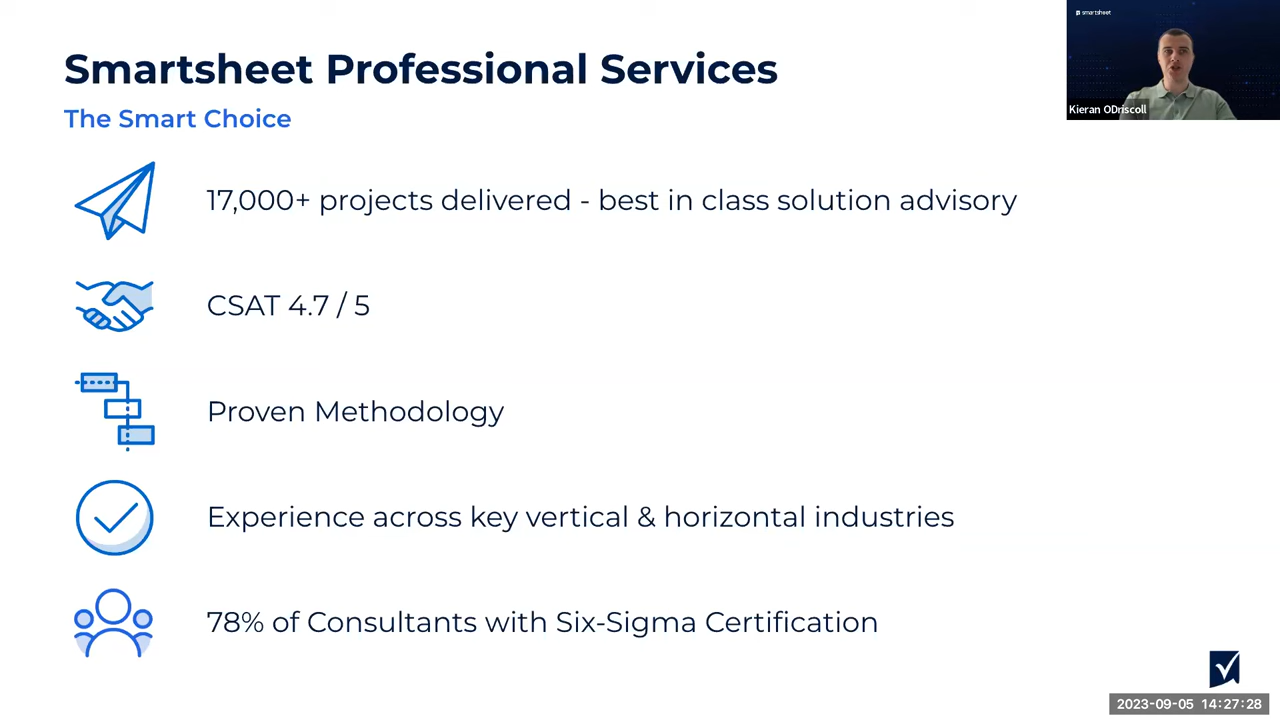 Smartsheet Professional Services
The Smart Choice
smartsheet
Kieran ODriscoll
17,000+ projects delivered - best in class solution advisory
CSAT 4.7 / 5
Proven Methodology
Experience across key vertical & horizontal industries
78% of Consultants with Six-Sigma Certification
2023-09-05 14:27:28